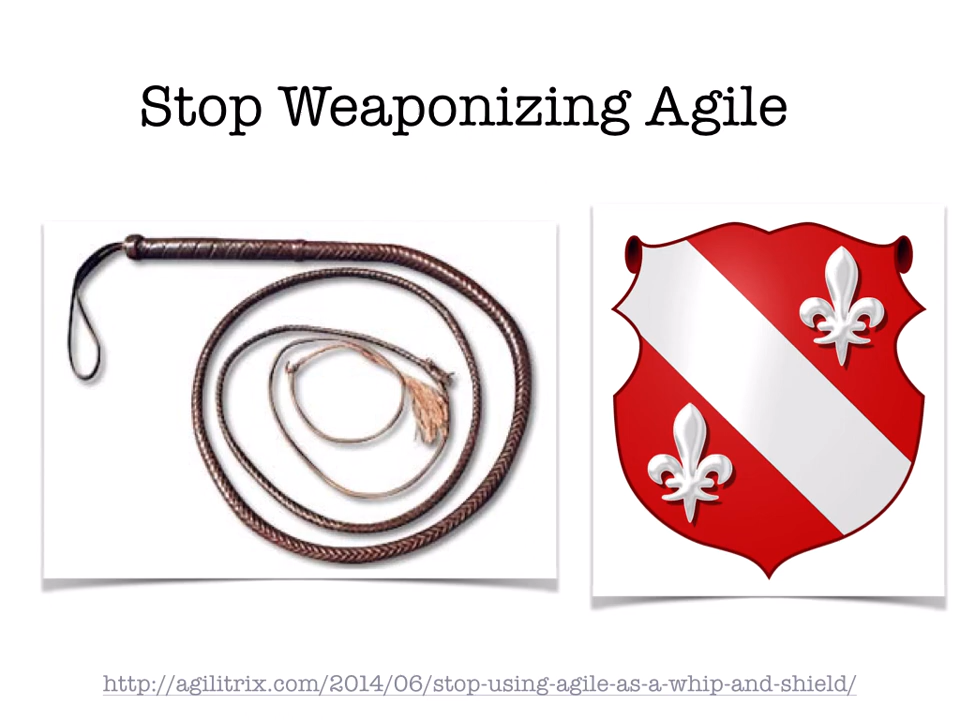 Stop Weaponizing Agile
http://agilitrix.com/2014/06/stop-using-agile-as-a-whip-and-shield/